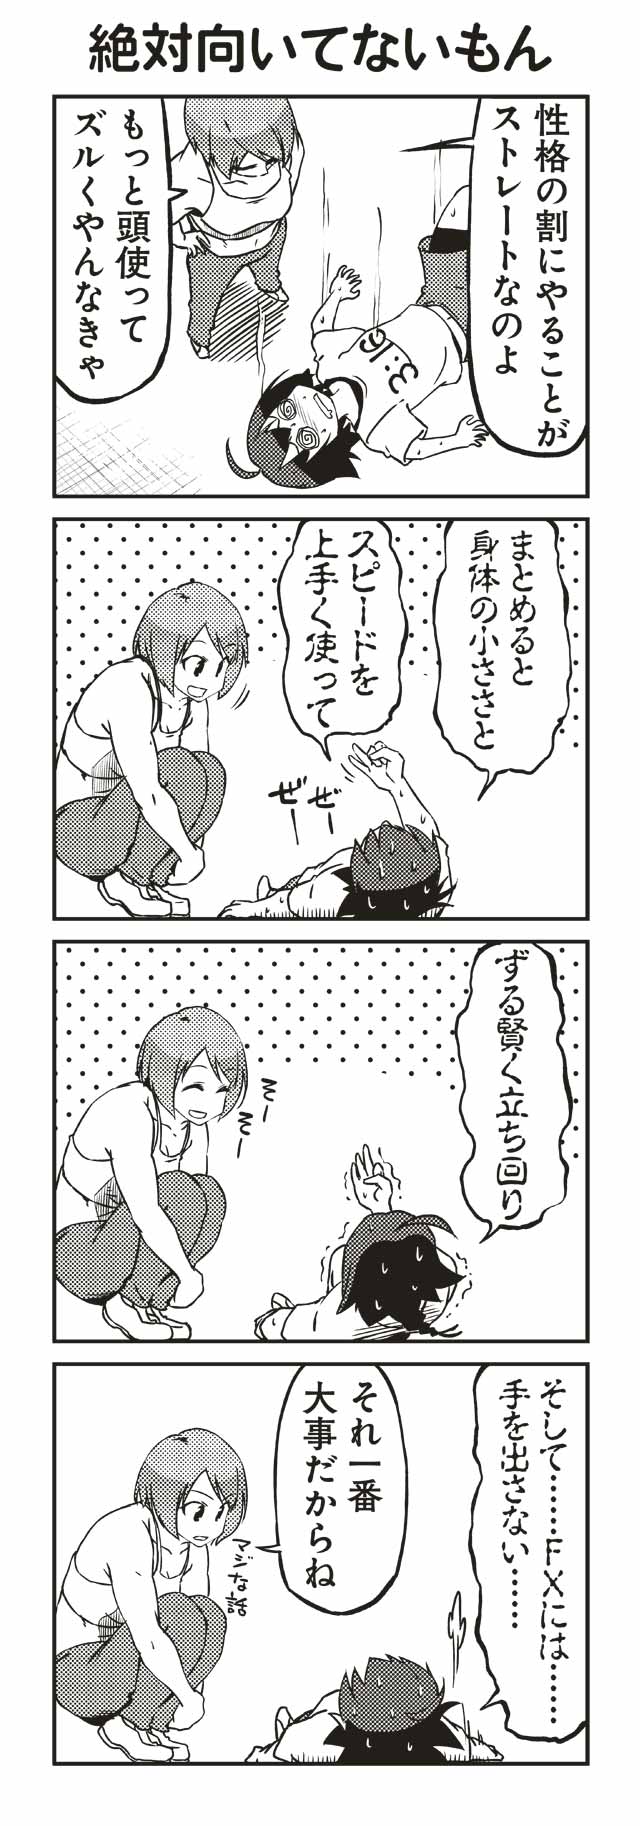 絶対向いてないもん
性格の割にやることが
ストレートなのよ
もっと頭使って
ズルくやんなきゃ
3:16
まとめると
身体の小ささと
スピードを
上手く使って
ぜー
ぜー
ずる賢く立ち回り
そー
そー
そして……FXには……
手を出さない……
それ一番
大事だからね
マジな話